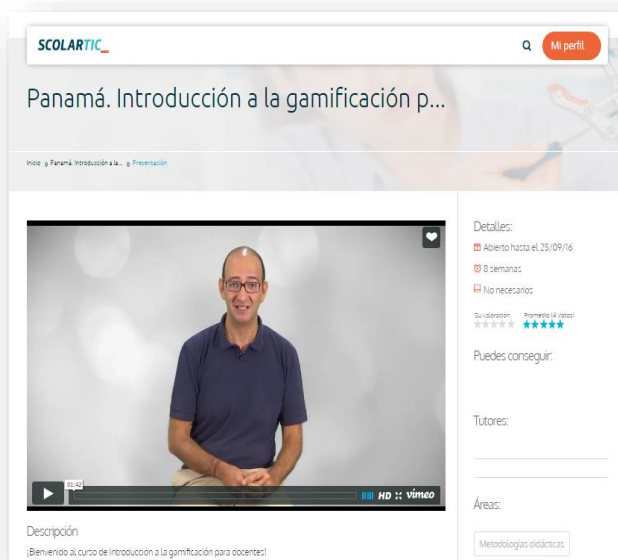 SCOLARTIC_
Mi perfil
Panamá. Introducción a la gamificación p...
Inicio » Panamá. Introducción a la... » Presentación
01:42
HD vimeo
Descripción
¡Bienvenido al curso de Introducción a la gamificación para docentes!
Detalles:
Abierto hasta el 25/09/16
8 semanas
No necesarios
Su valoración Promedio (4 Votos)
Puedes conseguir:
Tutores:
Áreas:
Metodologías didácticas